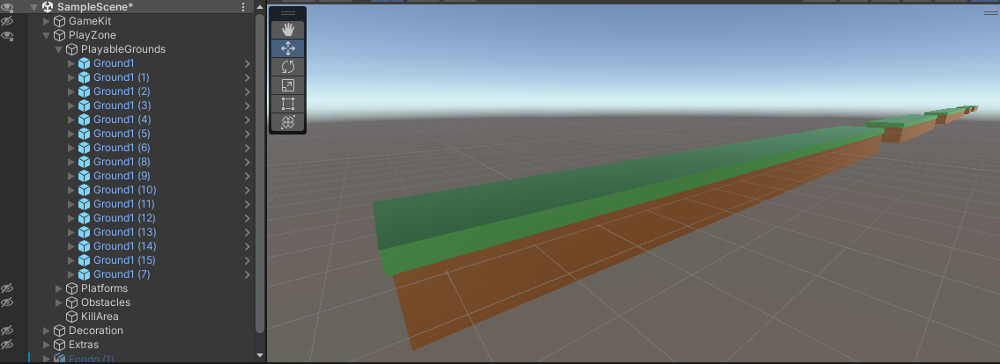 SampleScene*
GameKit
PlayZone
PlayableGrounds
Ground1
Ground1 (1)
Ground1 (2)
Ground1 (3)
Ground1 (4)
Ground1 (5)
Ground1 (6)
Ground1 (8)
Ground1 (9)
Ground1 (10)
Ground1 (11)
Ground1 (12)
Ground1 (13)
Ground1 (14)
Ground1 (15)
Ground1 (7)
Platforms
Obstacles
KillArea
Decoration
Extras
Fondo (1)